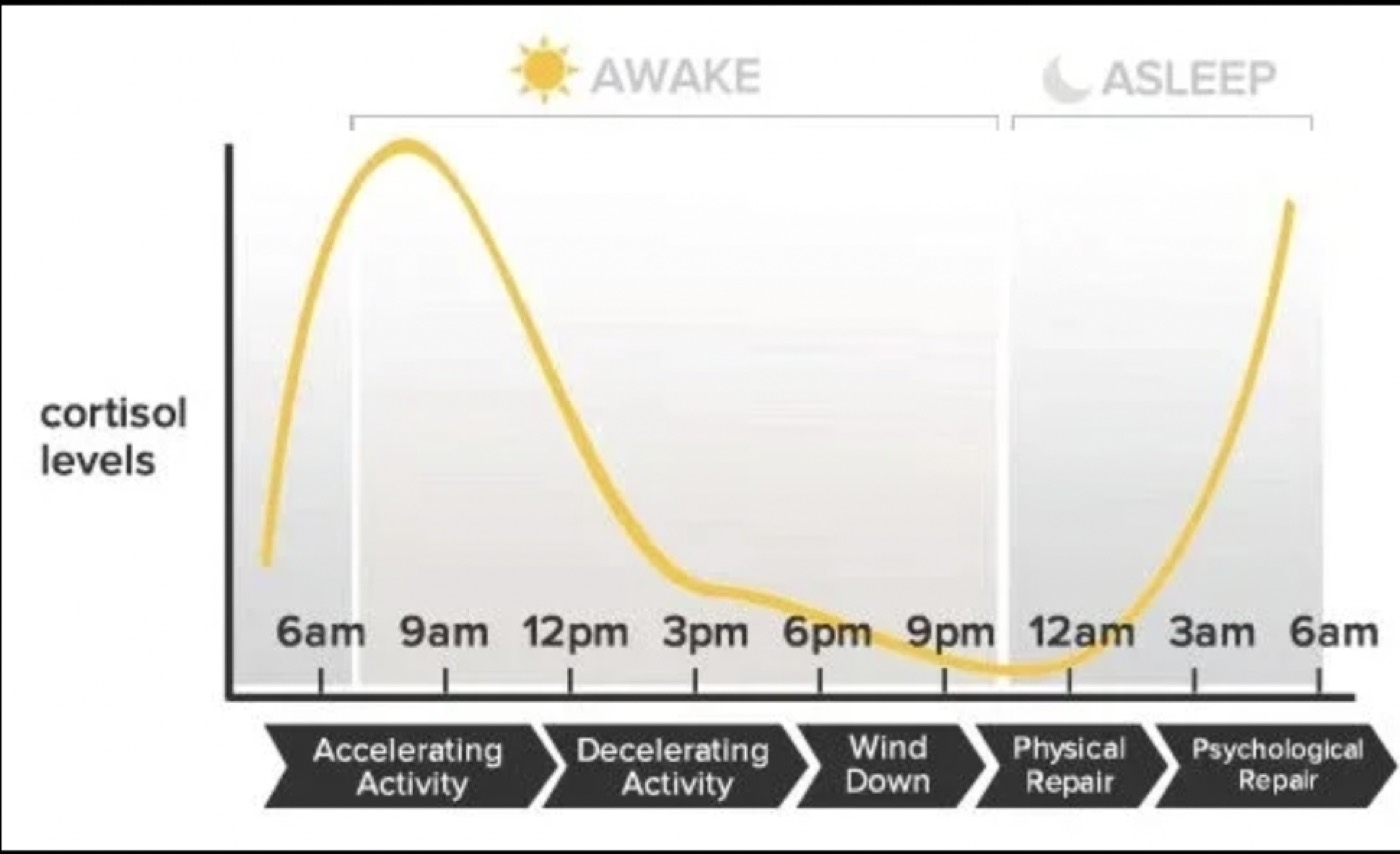 AWAKE
ASLEEP
cortisol
levels
6am 9am 12pm 3pm 6pm 9pm 12am 3am 6am
Accelerating
Activity
Decelerating
Activity
Wind
Down
Physical
Repair
Psychological
Repair